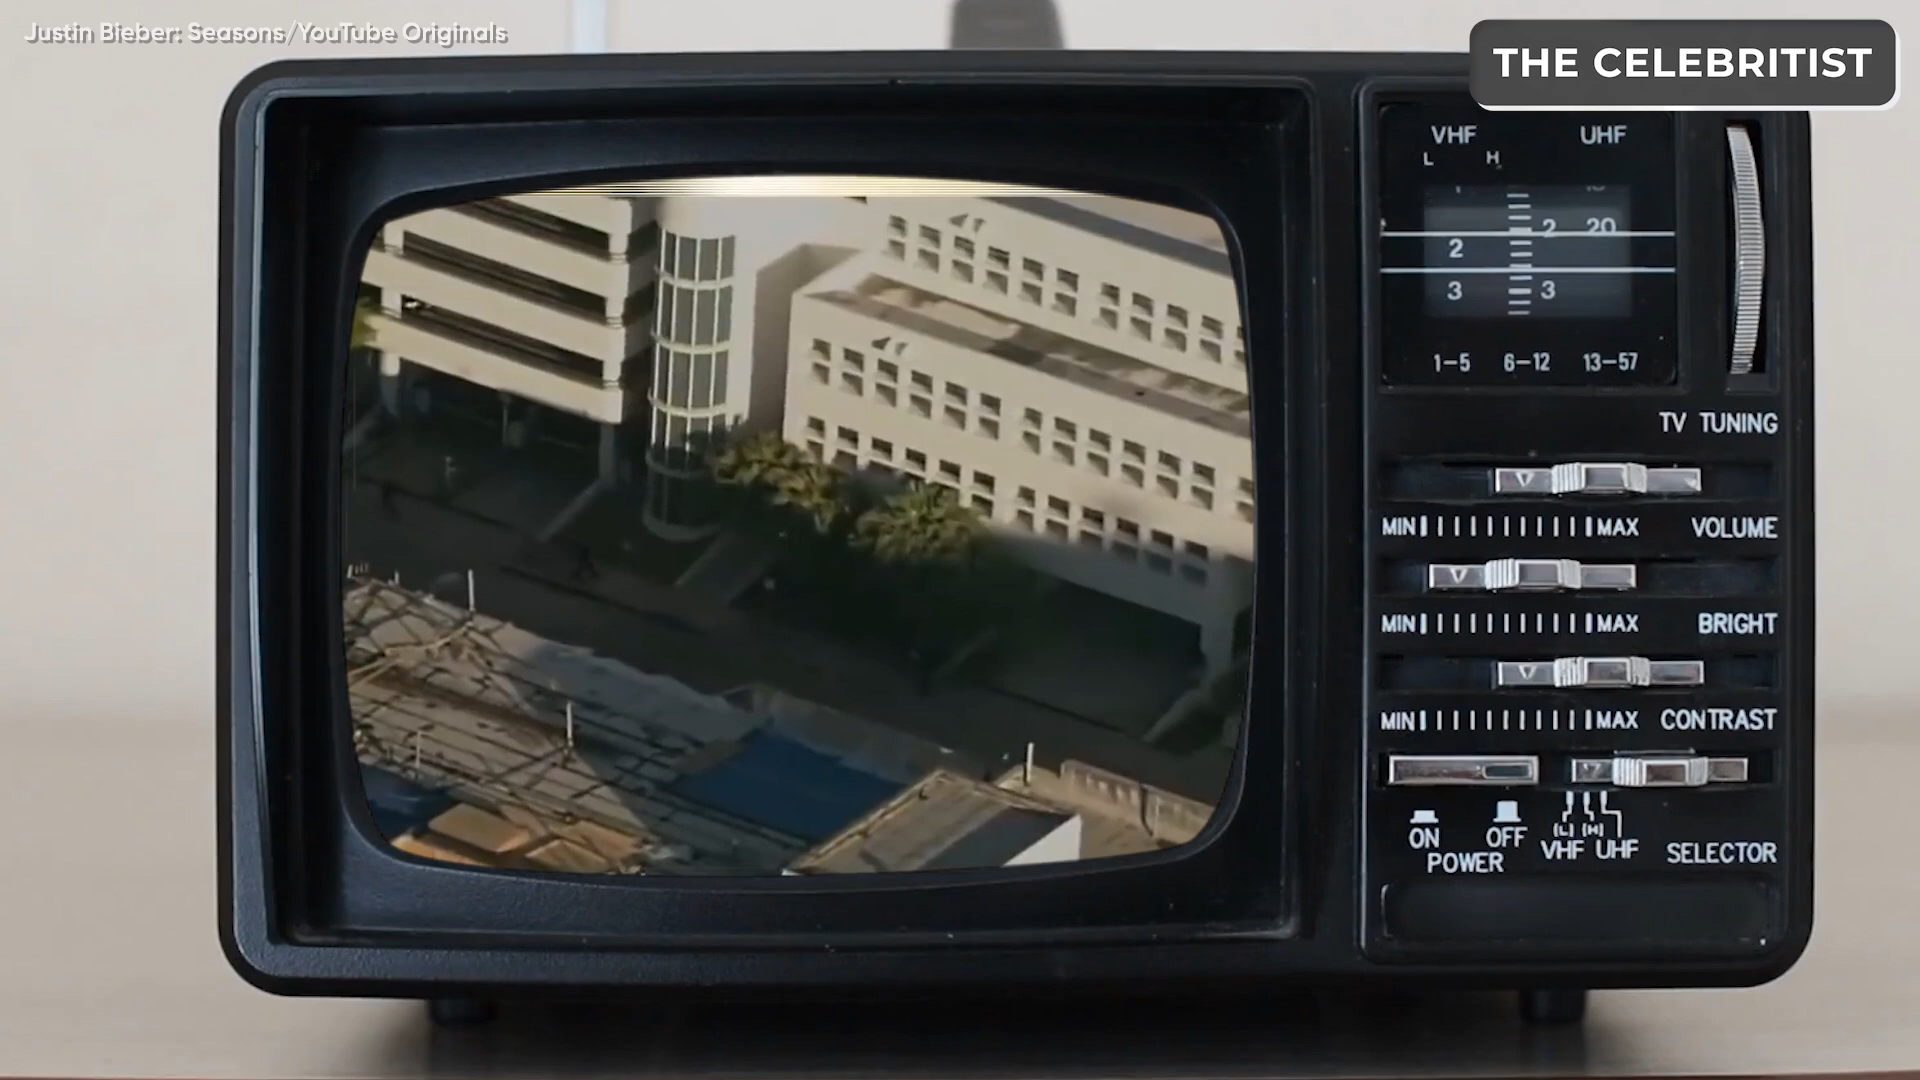 Justin Bieber: Seasons/YouTube Originals
THE CELEBRITIST
VHF UHF
L H
2 20
2
3 3
1–5 6–12 13–57
TV TUNING
MIN MAX VOLUME
MIN MAX BRIGHT
MIN MAX CONTRAST
ON OFF
POWER
(L) (H)
VHF UHF
SELECTOR